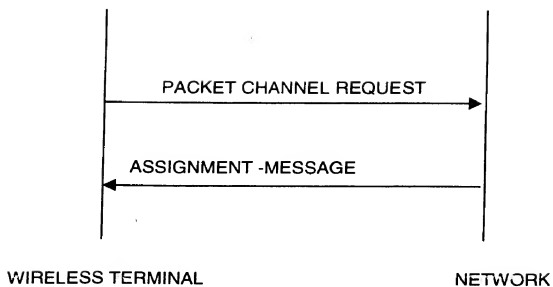 PACKET CHANNEL REQUEST
ASSIGNMENT -MESSAGE
WIRELESS TERMINAL
NETWORK